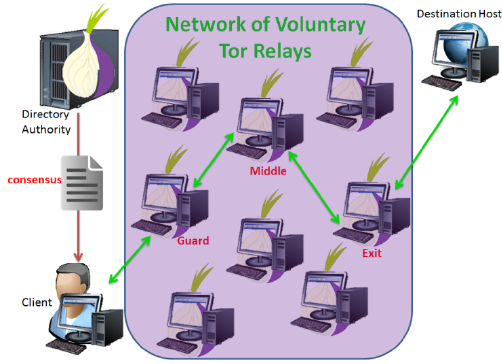 Network of Voluntary
Tor Relays
Destination Host
Directory
Authority
consensus
Middle
Guard
Exit
Client